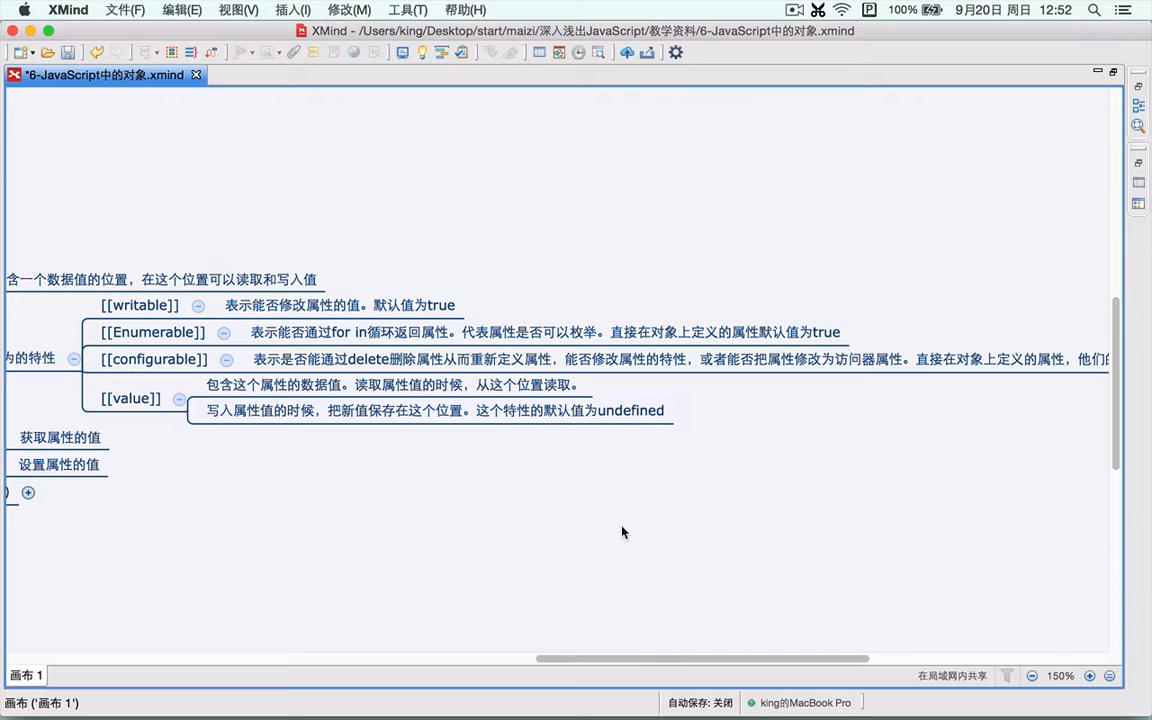 XMind 文件(F) 编辑(E) 视图(V) 插入(I) 修改(M) 工具(T) 帮助(H) 100% 9月20日 周日 12:52
XMind - /Users/king/Desktop/start/maizi/深入浅出JavaScript/教学资料/6-JavaScript中的对象.xmind
*6-JavaScript中的对象.xmind
含一个数据值的位置，在这个位置可以读取和写入值
[[writable]] 表示能否修改属性的值。默认值为true
[[Enumerable]] 表示能否通过for in循环返回属性。代表属性是否可以枚举。直接在对象上定义的属性默认值为true
为的特性 [[configurable]] 表示是否能通过delete删除属性从而重新定义属性，能否修改属性的特性，或者能否把属性修改为访问器属性。直接在对象上定义的属性，他们的
包含这个属性的数据值。读取属性值的时候，从这个位置读取。
[[value]]
写入属性值的时候，把新值保存在这个位置。这个特性的默认值为undefined
获取属性的值
设置属性的值
)
画布 1 在局域网内共享 150%
画布 ('画布 1') 自动保存: 关闭 king的MacBook Pro